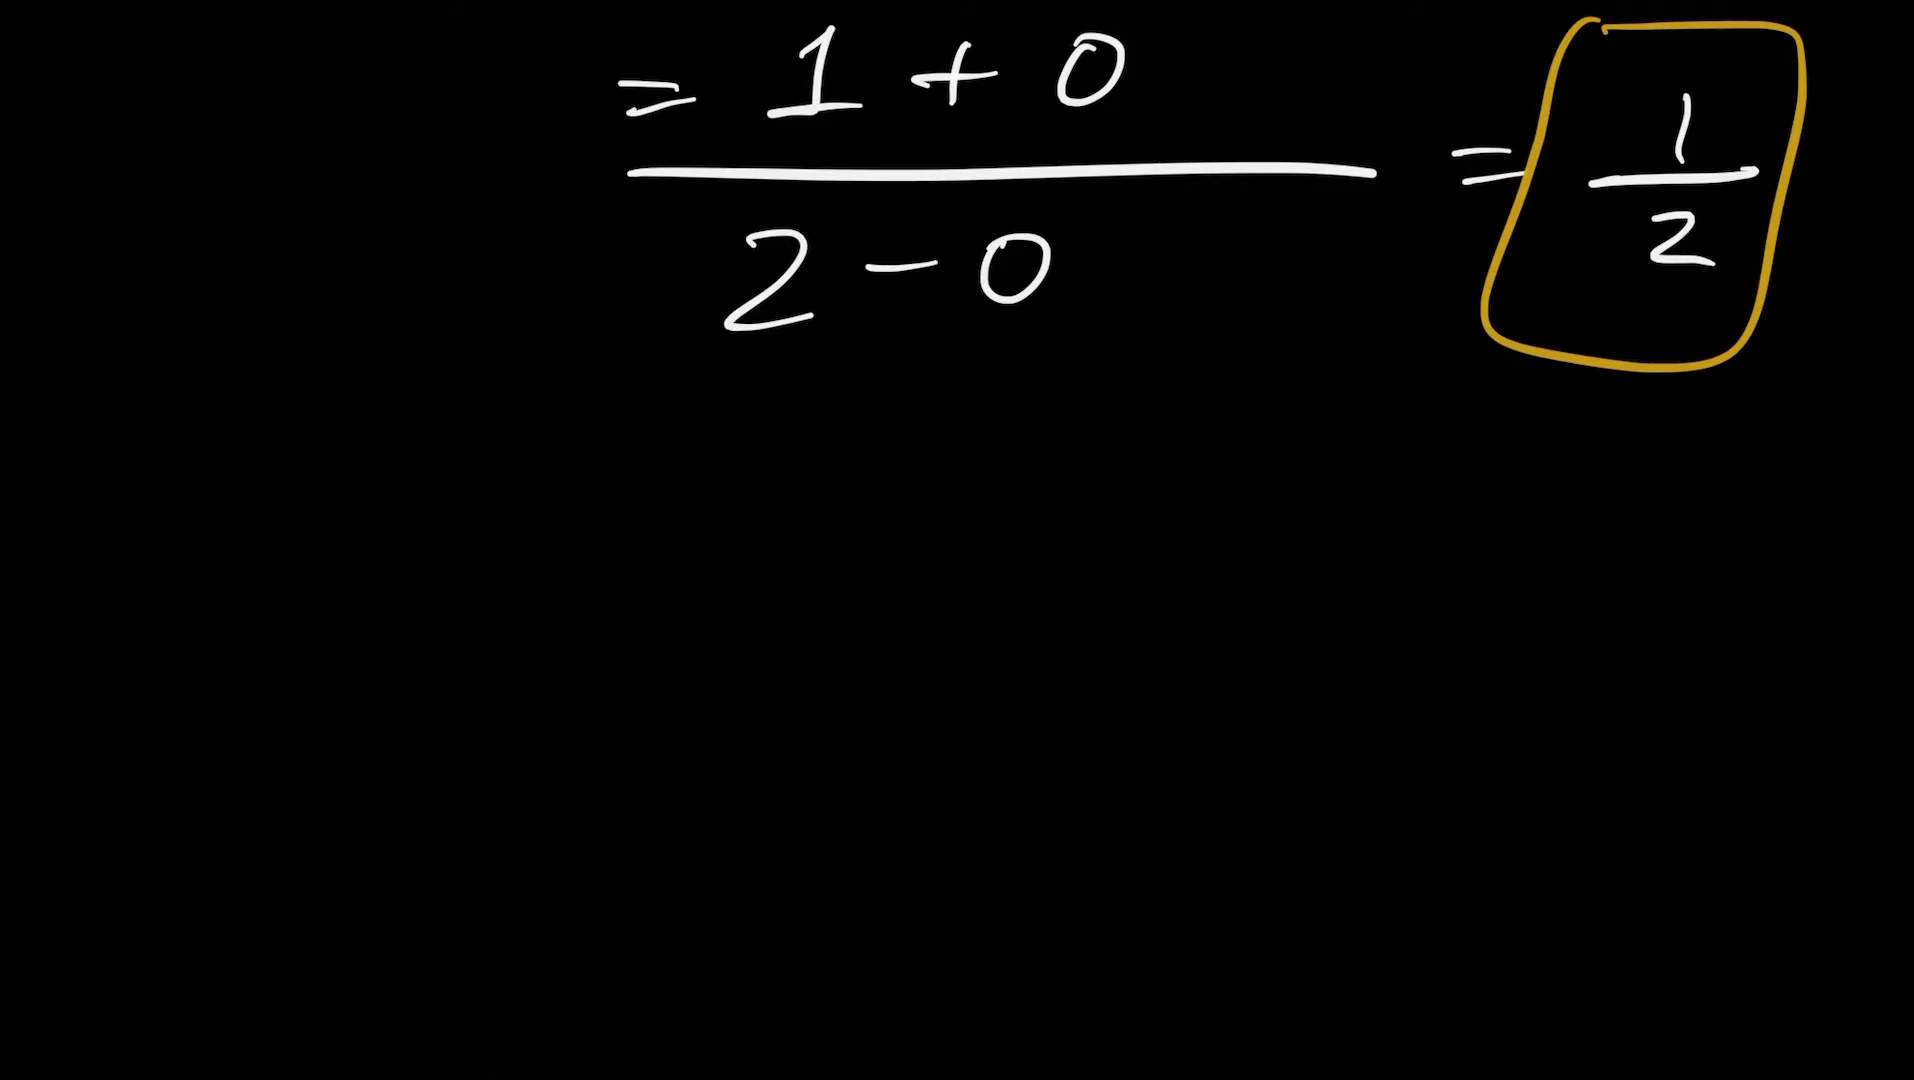 = 1 + 0
2 - 0
= 1
2